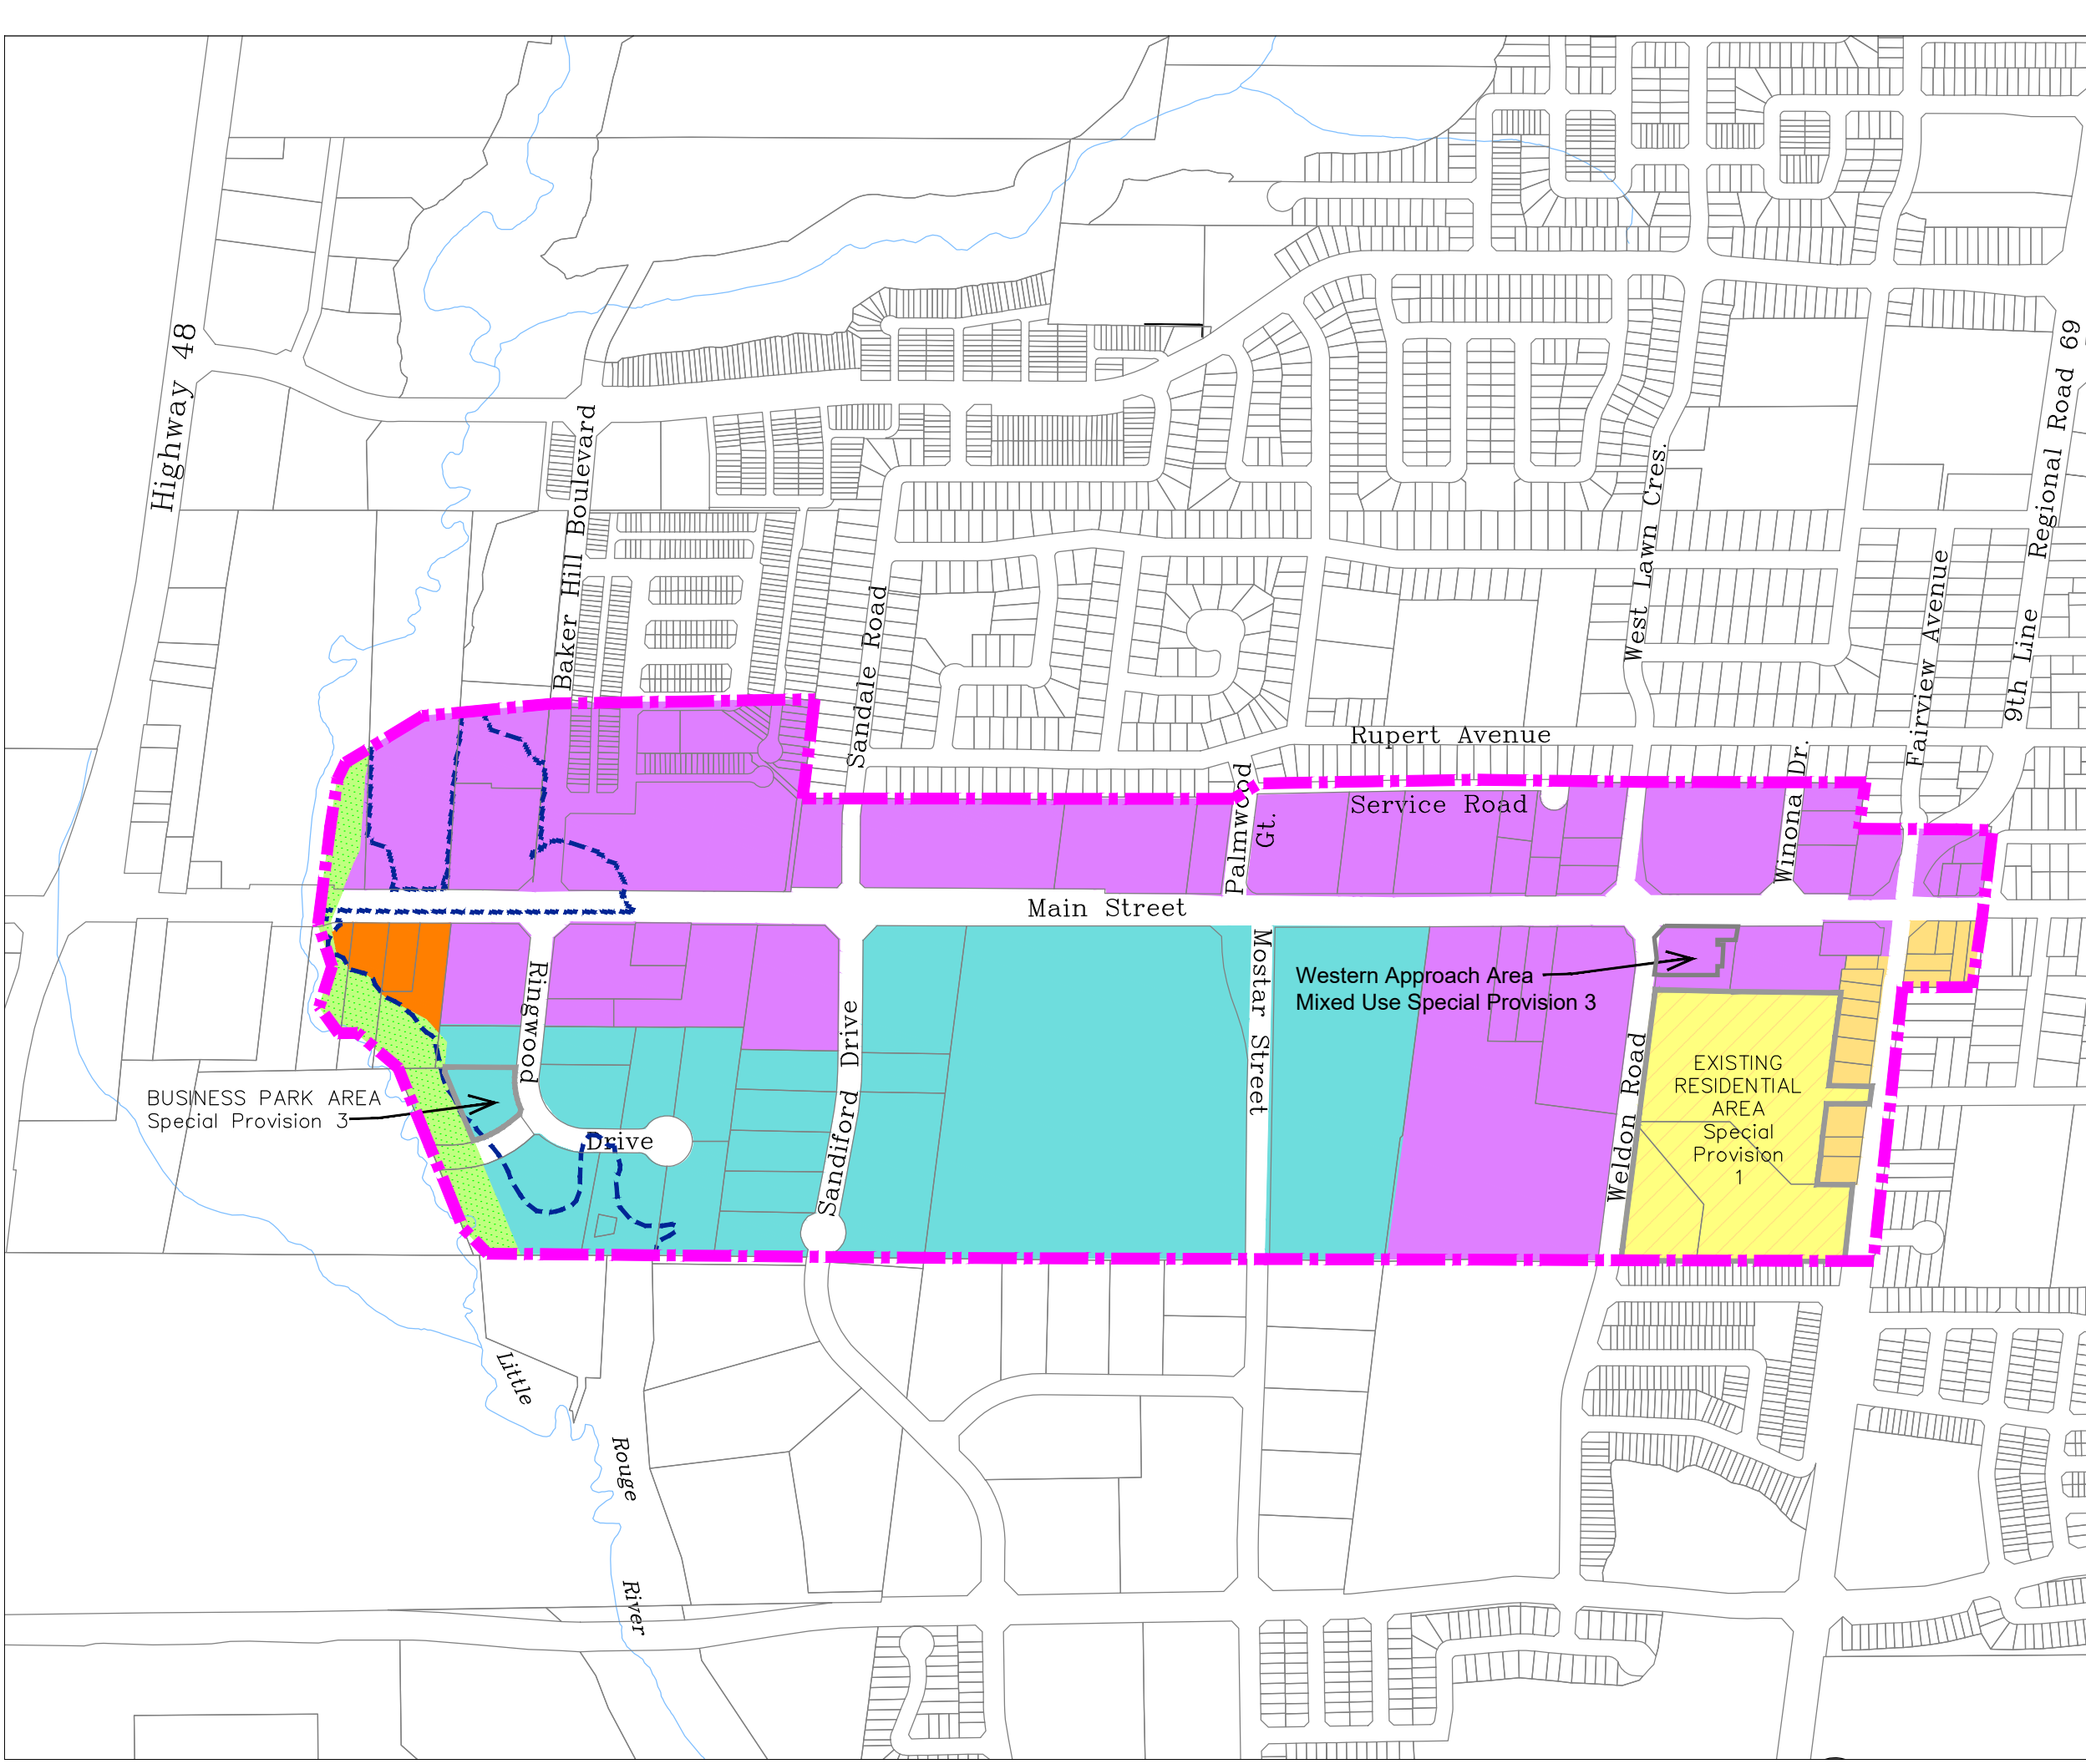 Highway 48
Baker Hill Boulevard
Sandale Road
West Lawn Cres.
Fairview Avenue
9th Line Regional Road 69
Rupert Avenue
Service Road
Palmwood
Gt.
Winona Dr.
Main Street
Ringwood
Drive
Sandiford Drive
Mostar Street
Western Approach Area
Mixed Use Special Provision 3
Weldon Road
EXISTING
RESIDENTIAL
AREA
Special
Provision
1
BUSINESS PARK AREA
Special Provision 3
Little
Rouge
River